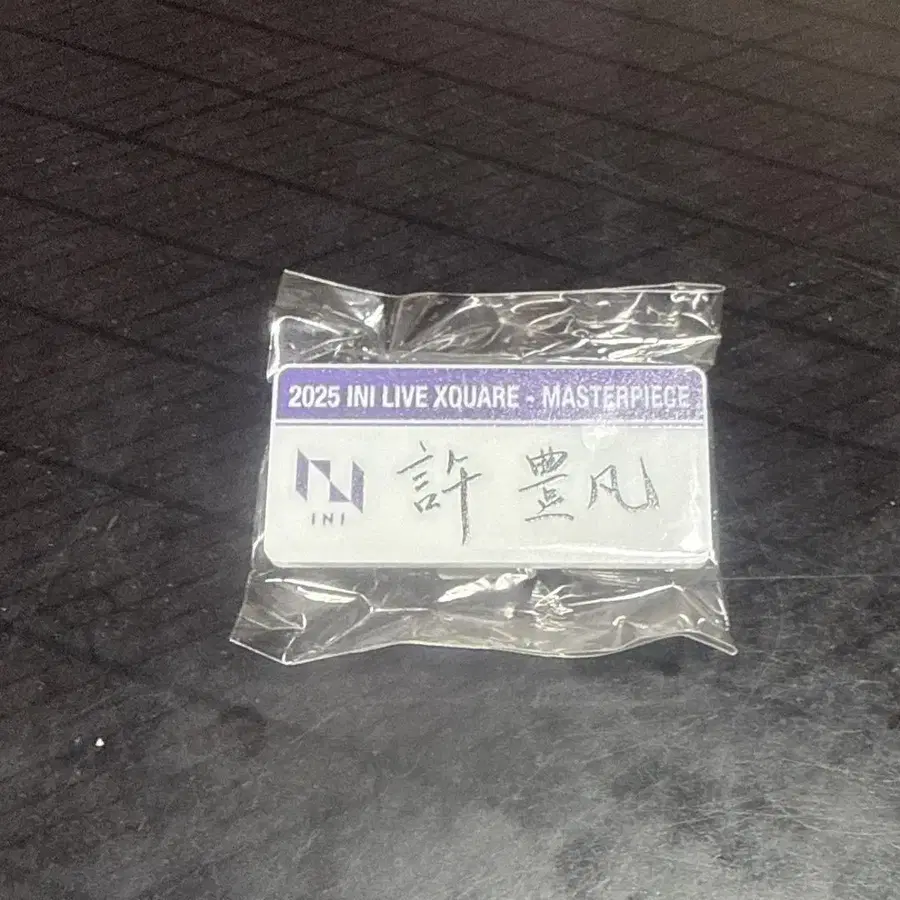 2025 INI LIVE XQUARE - MASTERPIECE
INI
許 豊凡